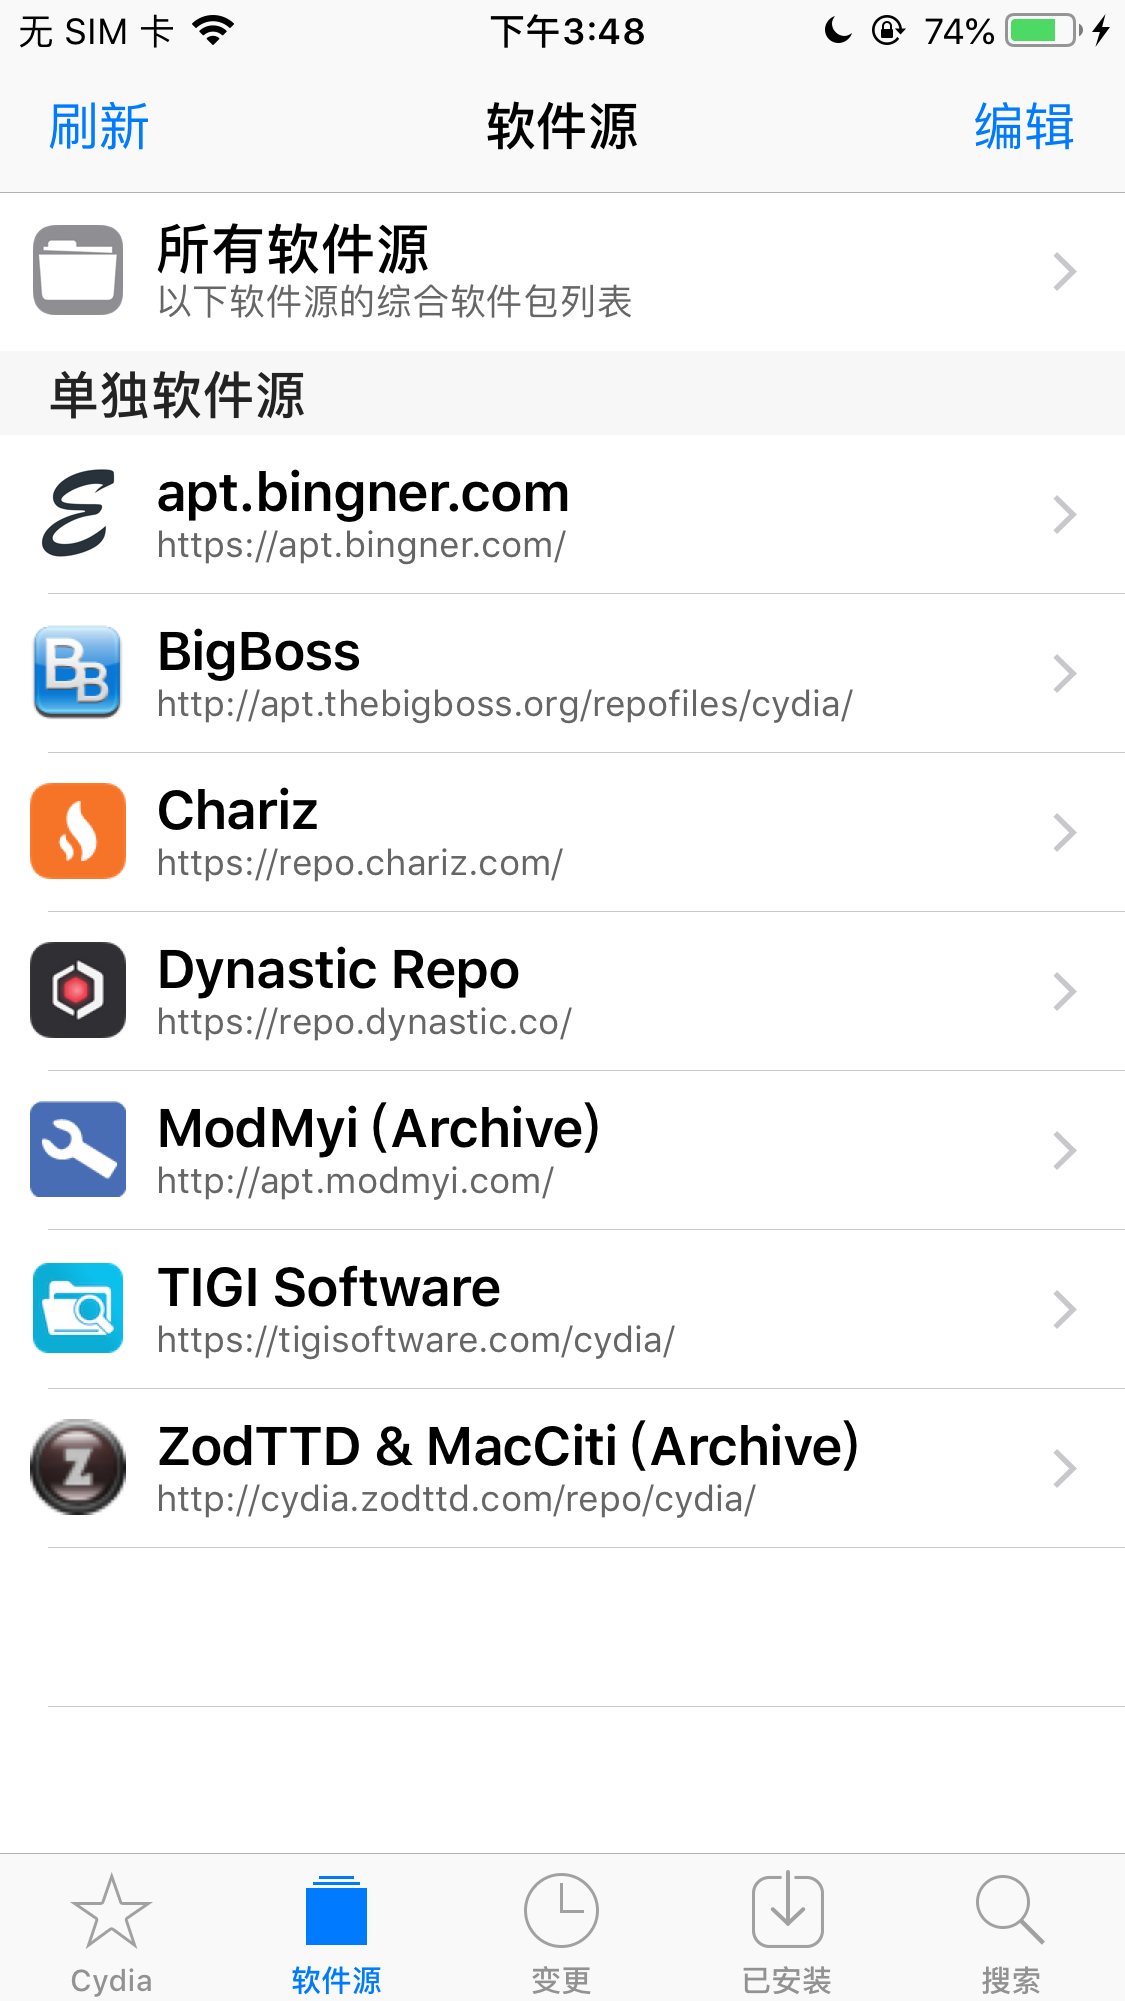 无 SIM 卡 下午3:48 74%
刷新 软件源 编辑
所有软件源
以下软件源的综合软件包列表
单独软件源
apt.bingner.com
https://apt.bingner.com/
BigBoss
http://apt.thebigboss.org/repofiles/cydia/
Chariz
https://repo.chariz.com/
Dynastic Repo
https://repo.dynastic.co/
ModMyi (Archive)
http://apt.modmyi.com/
TIGI Software
https://tigisoftware.com/cydia/
ZodTTD & MacCiti (Archive)
http://cydia.zodttd.com/repo/cydia/
Cydia 软件源 变更 已安装 搜索